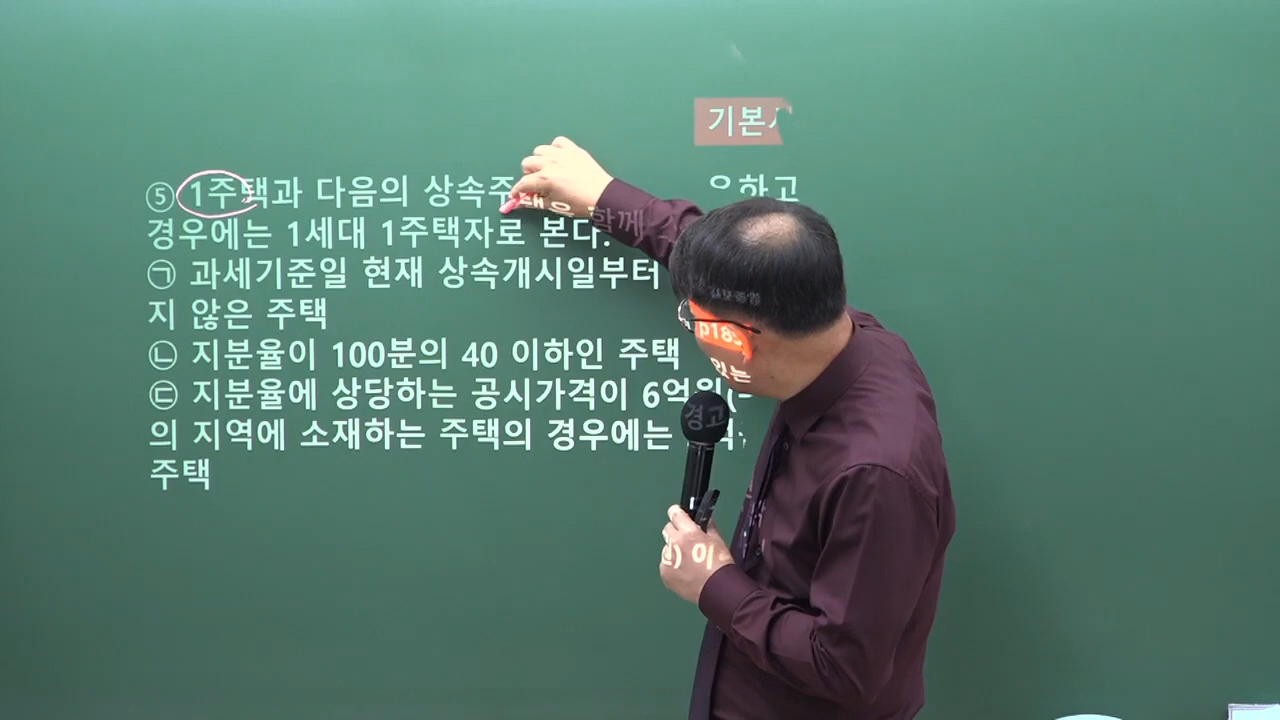 기본
⑤ 1주택과 다음의 상속주택을 함께
경우에는 1세대 1주택자로 본다.
㉠ 과세기준일 현재 상속개시일부터
지 않은 주택
㉡ 지분율이 100분의 40 이하인 주택
㉢ 지분율에 상당하는 공시가격이 6억원(
의 지역에 소재하는 주택의 경우에는
주택